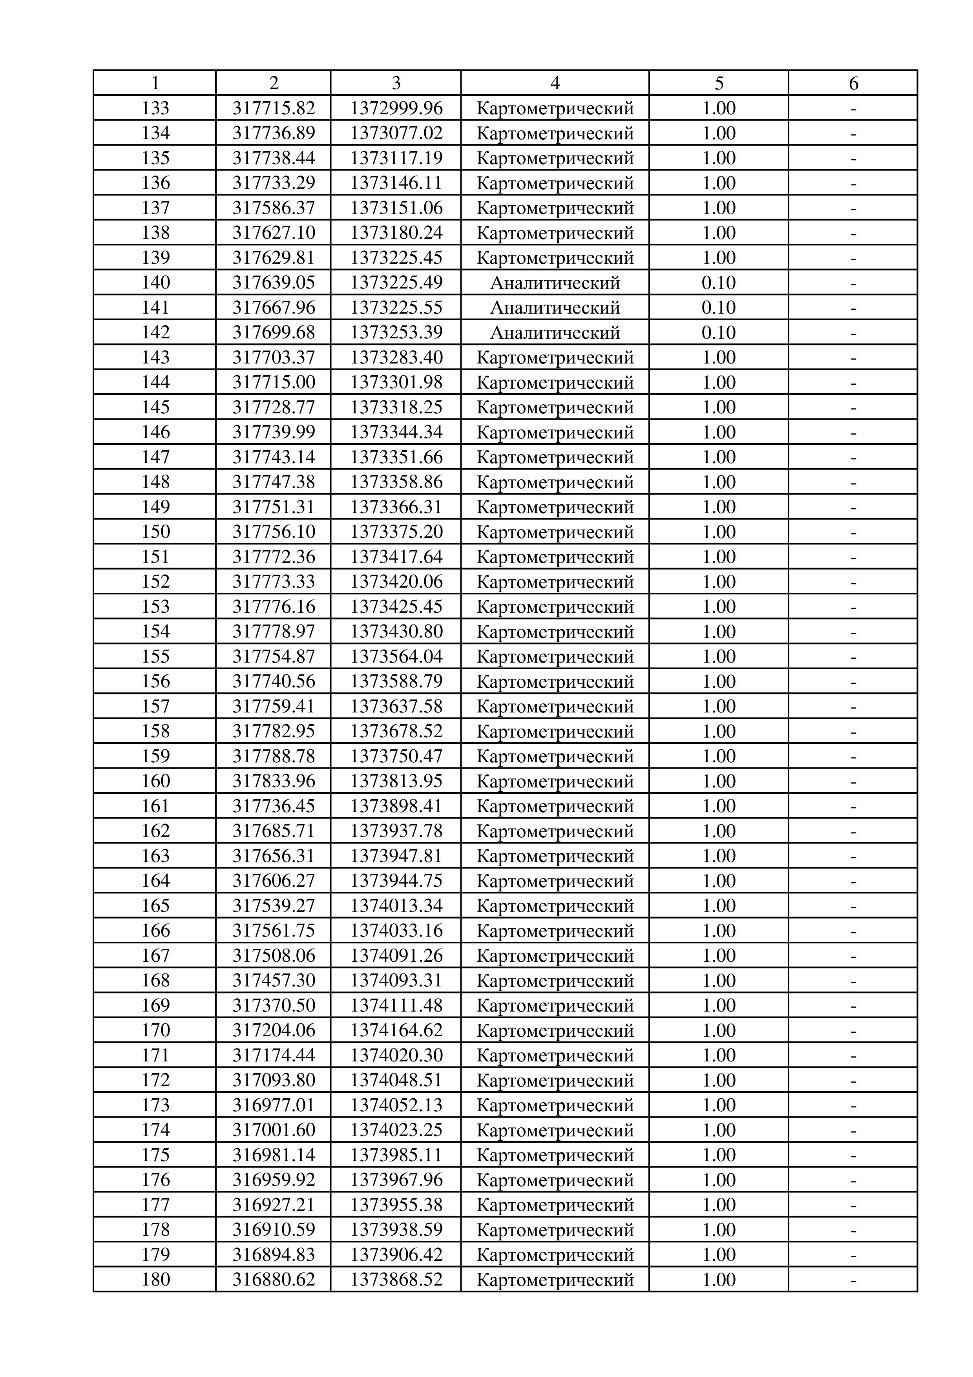 1 2 3 4 5 6
133 317715.82 1372999.96 Картометрический 1.00 -
134 317736.89 1373077.02 Картометрический 1.00 -
135 317738.44 1373117.19 Картометрический 1.00 -
136 317733.29 1373146.11 Картометрический 1.00 -
137 317586.37 1373151.06 Картометрический 1.00 -
138 317627.10 1373180.24 Картометрический 1.00 -
139 317629.81 1373225.45 Картометрический 1.00 -
140 317639.05 1373225.49 Аналитический 0.10 -
141 317667.96 1373225.55 Аналитический 0.10 -
142 317699.68 1373253.39 Аналитический 0.10 -
143 317703.37 1373283.40 Картометрический 1.00 -
144 317715.00 1373301.98 Картометрический 1.00 -
145 317728.77 1373318.25 Картометрический 1.00 -
146 317739.99 1373344.34 Картометрический 1.00 -
147 317743.14 1373351.66 Картометрический 1.00 -
148 317747.38 1373358.86 Картометрический 1.00 -
149 317751.31 1373366.31 Картометрический 1.00 -
150 317756.10 1373375.20 Картометрический 1.00 -
151 317772.36 1373417.64 Картометрический 1.00 -
152 317773.33 1373420.06 Картометрический 1.00 -
153 317776.16 1373425.45 Картометрический 1.00 -
154 317778.97 1373430.80 Картометрический 1.00 -
155 317754.87 1373564.04 Картометрический 1.00 -
156 317740.56 1373588.79 Картометрический 1.00 -
157 317759.41 1373637.58 Картометрический 1.00 -
158 317782.95 1373678.52 Картометрический 1.00 -
159 317788.78 1373750.47 Картометрический 1.00 -
160 317833.96 1373813.95 Картометрический 1.00 -
161 317736.45 1373898.41 Картометрический 1.00 -
162 317685.71 1373937.78 Картометрический 1.00 -
163 317656.31 1373947.81 Картометрический 1.00 -
164 317606.27 1373944.75 Картометрический 1.00 -
165 317539.27 1374013.34 Картометрический 1.00 -
166 317561.75 1374033.16 Картометрический 1.00 -
167 317508.06 1374091.26 Картометрический 1.00 -
168 317457.30 1374093.31 Картометрический 1.00 -
169 317370.50 1374111.48 Картометрический 1.00 -
170 317204.06 1374164.62 Картометрический 1.00 -
171 317174.44 1374020.30 Картометрический 1.00 -
172 317093.80 1374048.51 Картометрический 1.00 -
173 316977.01 1374052.13 Картометрический 1.00 -
174 317001.60 1374023.25 Картометрический 1.00 -
175 316981.14 1373985.11 Картометрический 1.00 -
176 316959.92 1373967.96 Картометрический 1.00 -
177 316927.21 1373955.38 Картометрический 1.00 -
178 316910.59 1373938.59 Картометрический 1.00 -
179 316894.83 1373906.42 Картометрический 1.00 -
180 316880.62 1373868.52 Картометрический 1.00 -